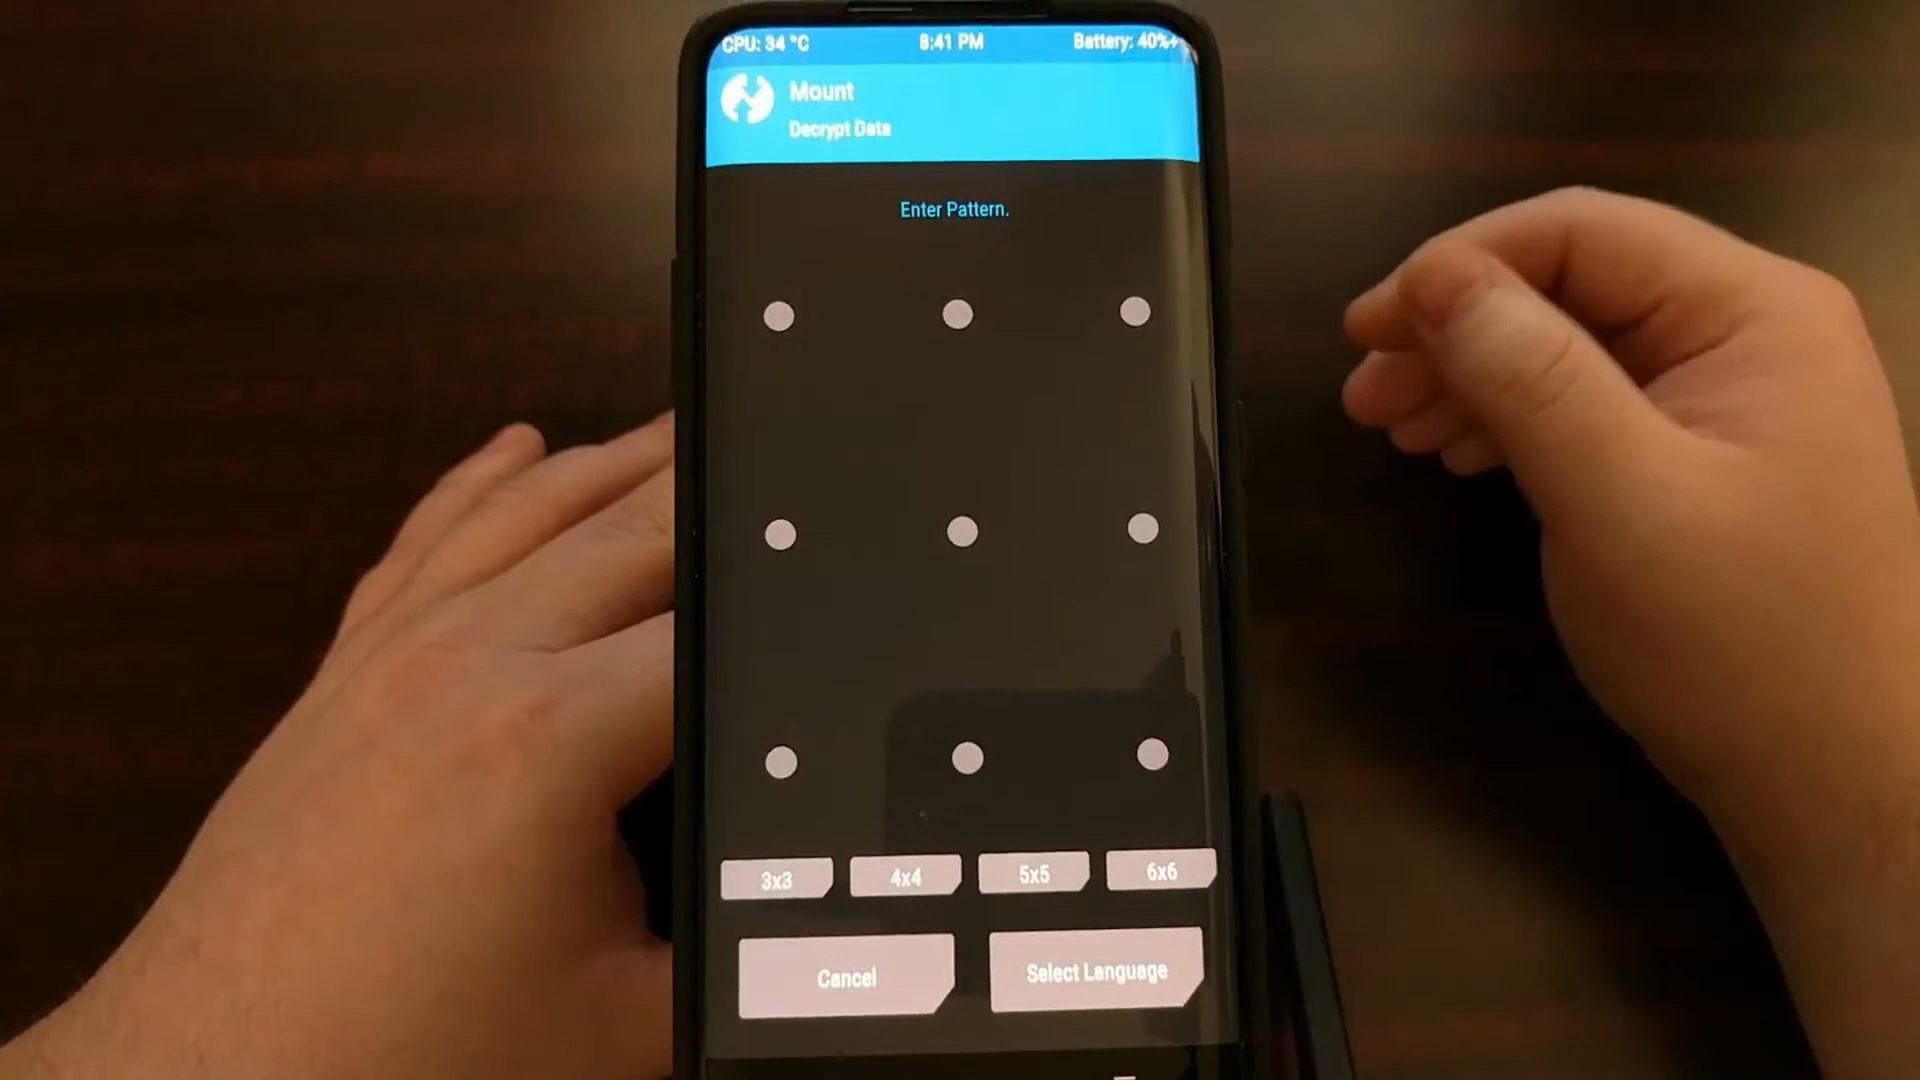 CPU: 34 °C 8:41 PM Battery: 40%+
Mount
Decrypt Data
Enter Pattern.
3x3 4x4 5x5 6x6
Cancel Select Language